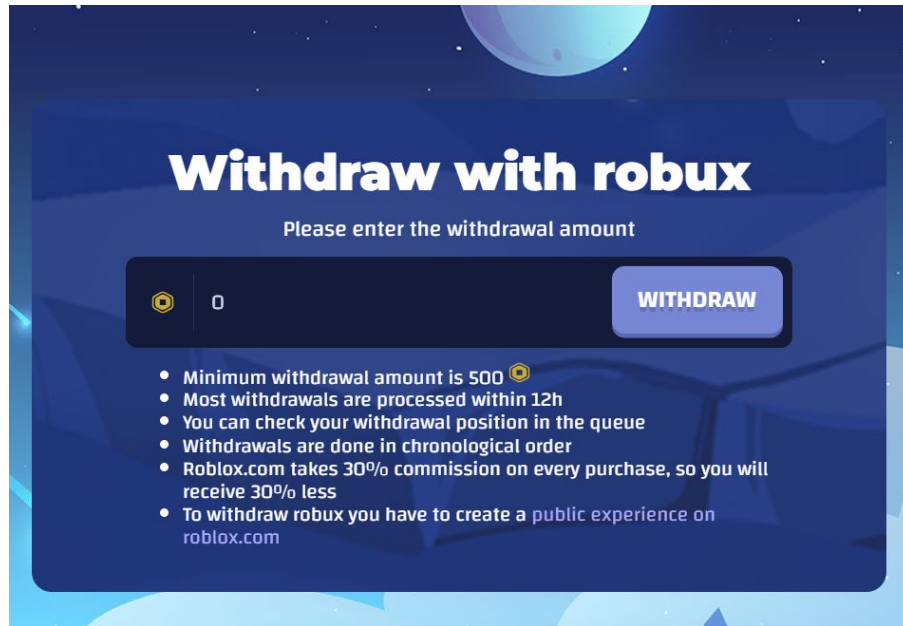 Withdraw with robux
Please enter the withdrawal amount
0
WITHDRAW
Minimum withdrawal amount is 500
Most withdrawals are processed within 12h
You can check your withdrawal position in the queue
Withdrawals are done in chronological order
Roblox.com takes 30% commission on every purchase, so you will
receive 30% less
To withdraw robux you have to create a public experience on
roblox.com